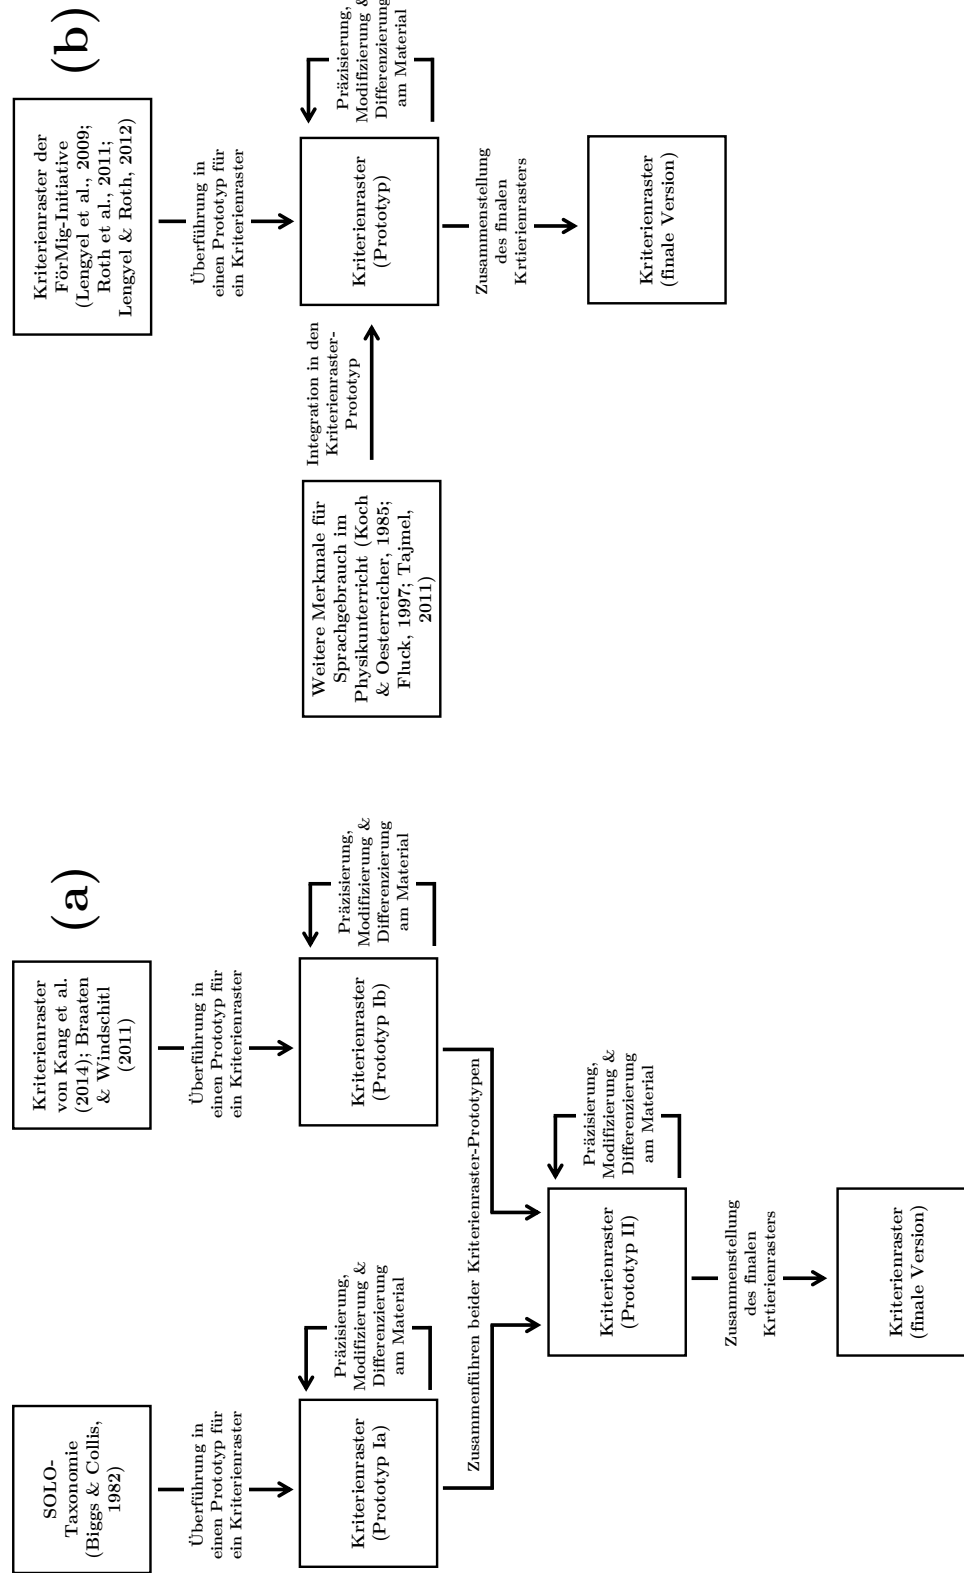 (a)
SOLO-
Taxonomie
(Biggs & Collis,
1982)
Überführung in
einen Prototyp für
ein Kriterienraster
Kriterienraster
(Prototyp Ia)
Präzisierung,
Modifizierung &
Differenzierung
am Material
Kriterienraster
von Kang et al.
(2014); Braaten
& Windschitl
(2011)
Überführung in
einen Prototyp für
ein Kriterienraster
Kriterienraster
(Prototyp Ib)
Präzisierung,
Modifizierung &
Differenzierung
am Material
Zusammenführen beider Kriterienraster-Prototypen
Kriterienraster
(Prototyp II)
Präzisierung,
Modifizierung &
Differenzierung
am Material
Zusammenstellung
des finalen
Krtierienrasters
Kriterienraster
(finale Version)
(b)
Kriterienraster der
FörMig-Initiative
(Lengyel et al., 2009;
Roth et al., 2011;
Lengyel & Roth, 2012)
Überführung in
einen Prototyp für
ein Kriterienraster
Weitere Merkmale für
Sprachgebrauch im
Physikunterricht (Koch
& Oesterreicher, 1985;
Fluck, 1997; Tajmel,
2011)
Integration in den
Kriterienraster-
Prototyp
Kriterienraster
(Prototyp)
Präzisierung,
Modifizierung &
Differenzierung
am Material
Zusammenstellung
des finalen
Krtierienrasters
Kriterienraster
(finale Version)